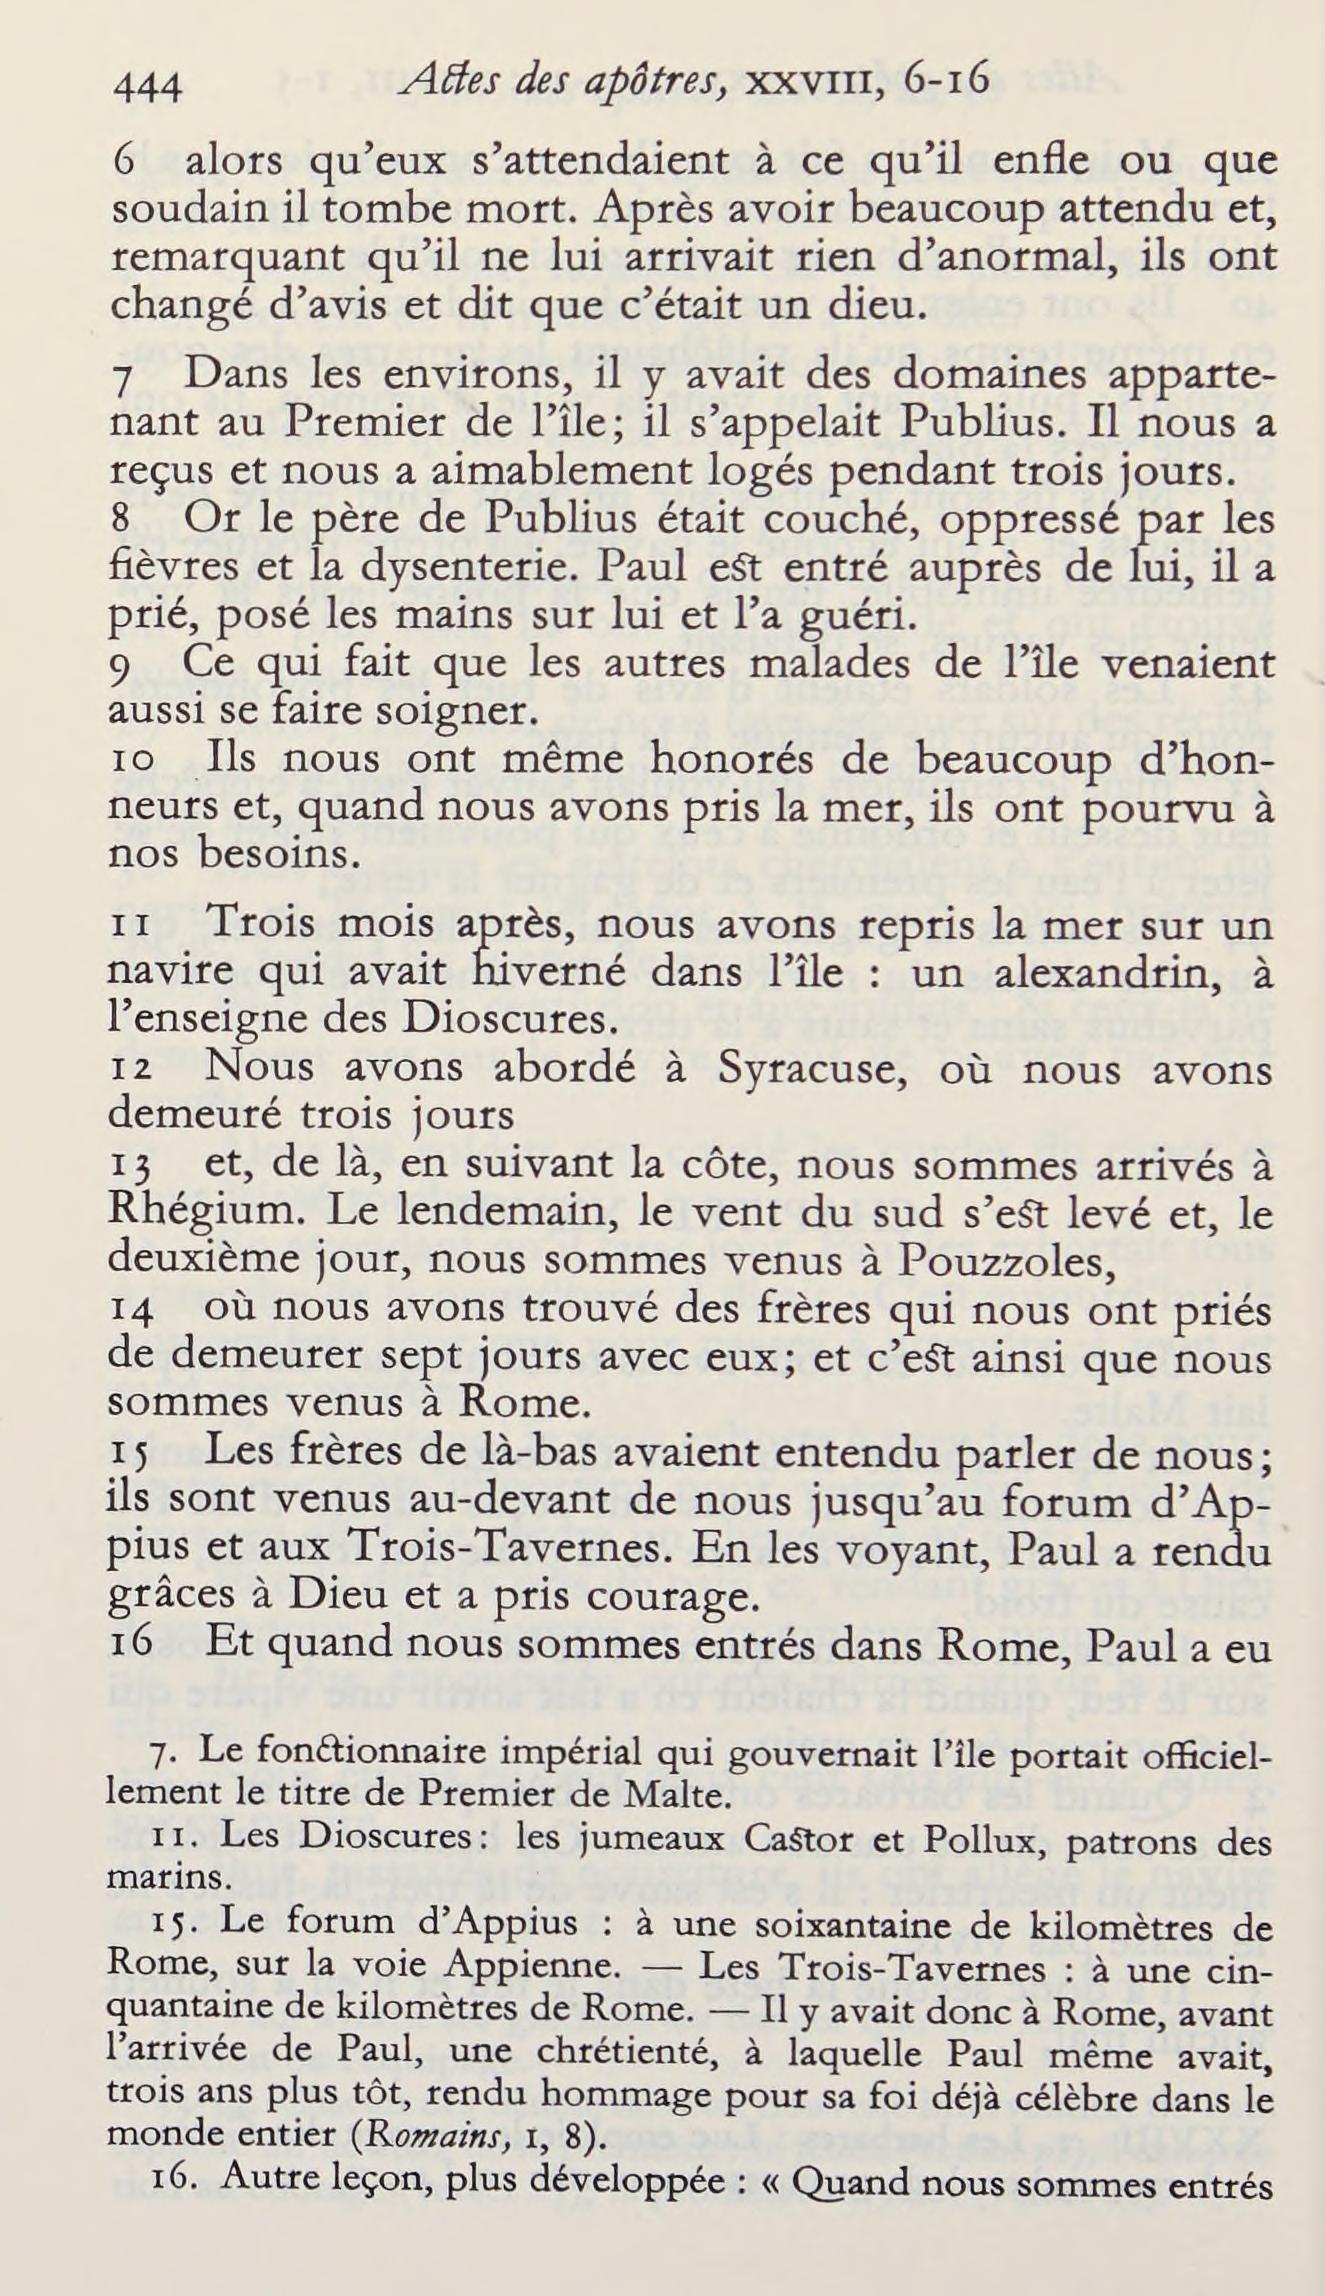 444 Actes des apôtres, XXVIII, 6-16
6 alors qu'eux s'attendaient à ce qu'il enfle ou que
soudain il tombe mort. Après avoir beaucoup attendu et,
remarquant qu'il ne lui arrivait rien d'anormal, ils ont
changé d'avis et dit que c'était un dieu.
7 Dans les environs, il y avait des domaines apparte-
nant au Premier de l'île; il s'appelait Publius. Il nous a
reçus et nous a aimablement logés pendant trois jours.
8 Or le père de Publius était couché, oppressé par les
fièvres et la dysenterie. Paul est entré auprès de lui, il a
prié, posé les mains sur lui et l'a guéri.
9 Ce qui fait que les autres malades de l'île venaient
aussi se faire soigner.
10 Ils nous ont même honorés de beaucoup d'hon-
neurs et, quand nous avons pris la mer, ils ont pourvu à
nos besoins.
11 Trois mois après, nous avons repris la mer sur un
navire qui avait hiverné dans l'île : un alexandrin, à
l'enseigne des Dioscures.
12 Nous avons abordé à Syracuse, où nous avons
demeuré trois jours
13 et, de là, en suivant la côte, nous sommes arrivés à
Rhégium. Le lendemain, le vent du sud s'est levé et, le
deuxième jour, nous sommes venus à Pouzzoles,
14 où nous avons trouvé des frères qui nous ont priés
de demeurer sept jours avec eux; et c'est ainsi que nous
sommes venus à Rome.
15 Les frères de là-bas avaient entendu parler de nous;
ils sont venus au-devant de nous jusqu'au forum d'Ap-
pius et aux Trois-Tavernes. En les voyant, Paul a rendu
grâces à Dieu et a pris courage.
16 Et quand nous sommes entrés dans Rome, Paul a eu
7. Le fonctionnaire impérial qui gouvernait l'île portait officiel-
lement le titre de Premier de Malte.
11. Les Dioscures: les jumeaux Castor et Pollux, patrons des
marins.
15. Le forum d'Appius : à une soixantaine de kilomètres de
Rome, sur la voie Appienne. — Les Trois-Tavernes : à une cin-
quantaine de kilomètres de Rome. — Il y avait donc à Rome, avant
l'arrivée de Paul, une chrétienté, à laquelle Paul même avait,
trois ans plus tôt, rendu hommage pour sa foi déjà célèbre dans le
monde entier (Romains, I, 8).
16. Autre leçon, plus développée : « Quand nous sommes entrés